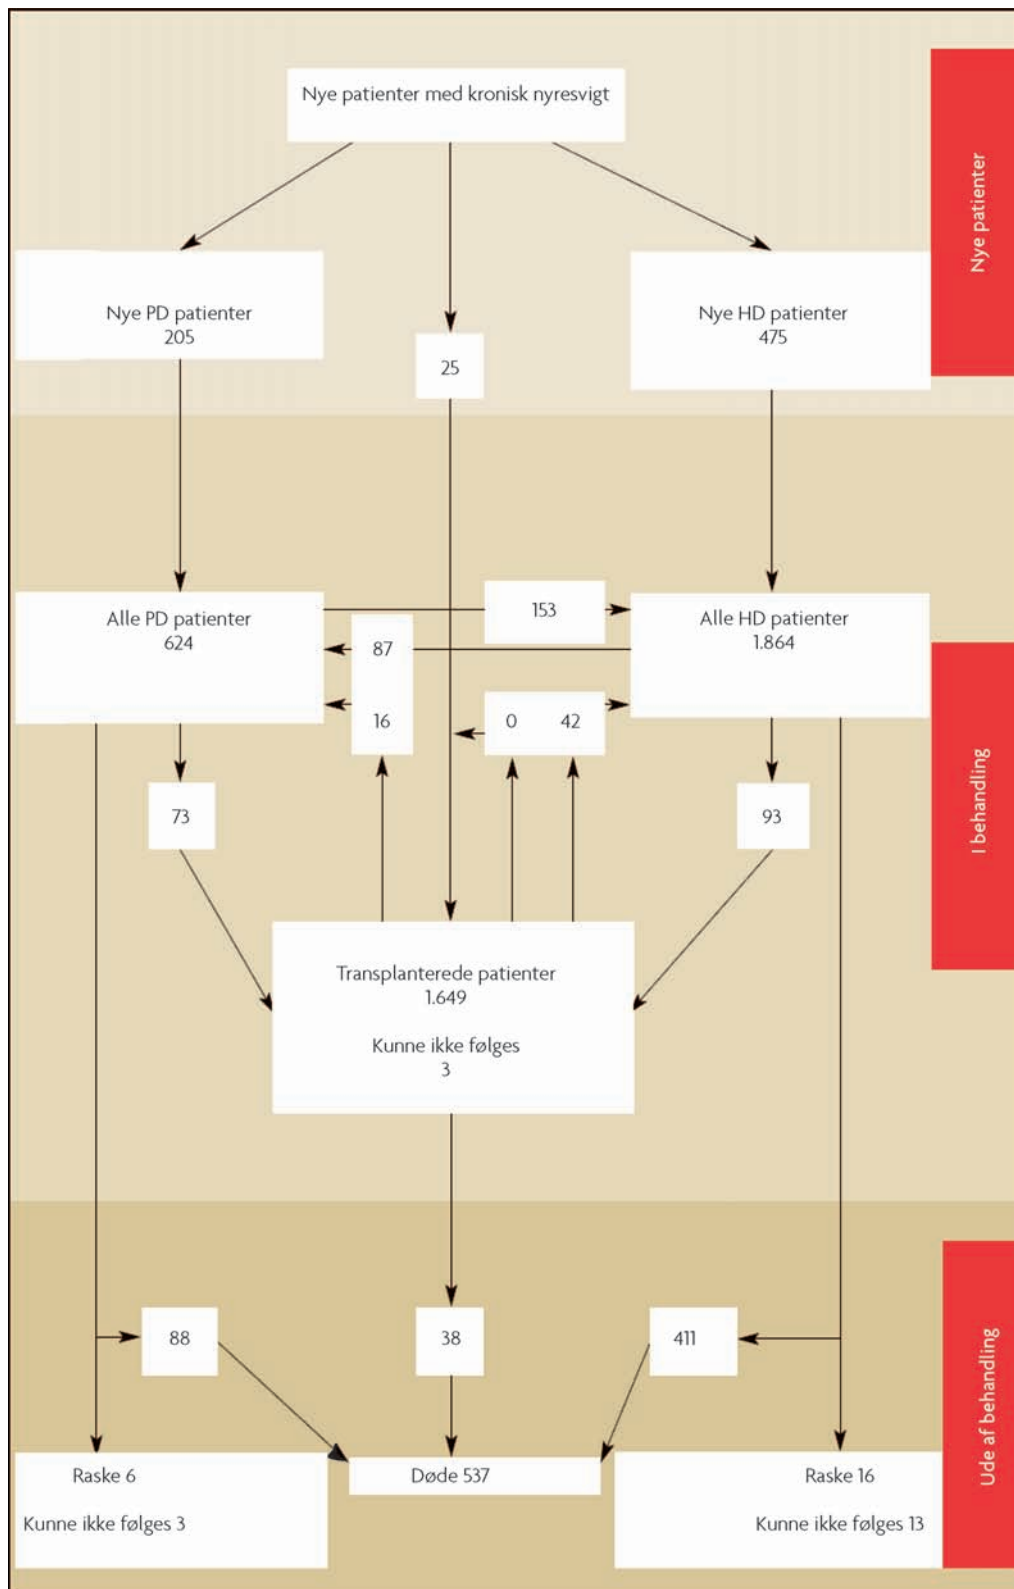 Nye patienter med kronisk nyresvigt
Nye patienter
Nye PD patienter
205
25
Nye HD patienter
475
Alle PD patienter
624
153
Alle HD patienter
1.864
87
16
0 42
I behandling
73
93
Transplanterede patienter
1.649
Kunne ikke følges
3
88
38
411
Ude af behandling
Raske 6
Kunne ikke følges 3
Døde 537
Raske 16
Kunne ikke følges 13